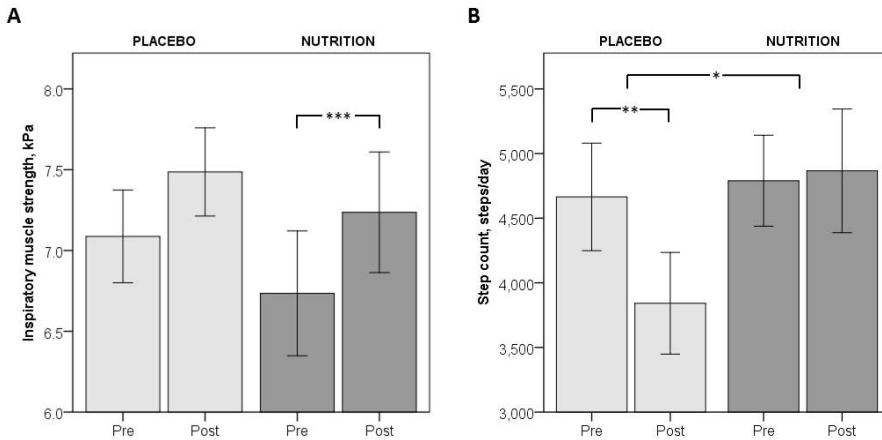 A
PLACEBO NUTRITION
Inspiratory muscle strength, kPa
8.0
7.5
7.0
6.5
6.0
***
Pre Post Pre Post
B
PLACEBO NUTRITION
Step count, steps/day
5,500
5,000
4,500
4,000
3,500
3,000
*
**
Pre Post Pre Post